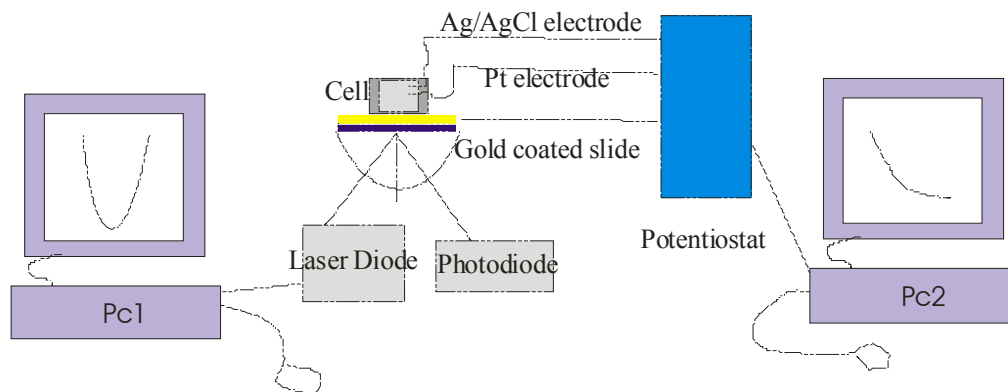 Ag/AgCl electrode
Pt electrode
Cell
Gold coated slide
Potentiostat
Laser Diode
Photodiode
Pc1
Pc2